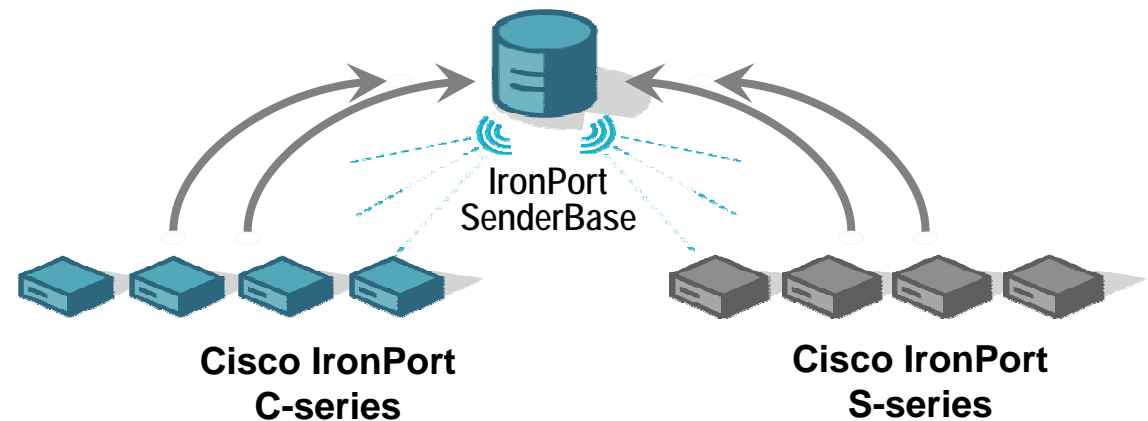 IronPort
SenderBase
Cisco IronPort
C-series
Cisco IronPort
S-series